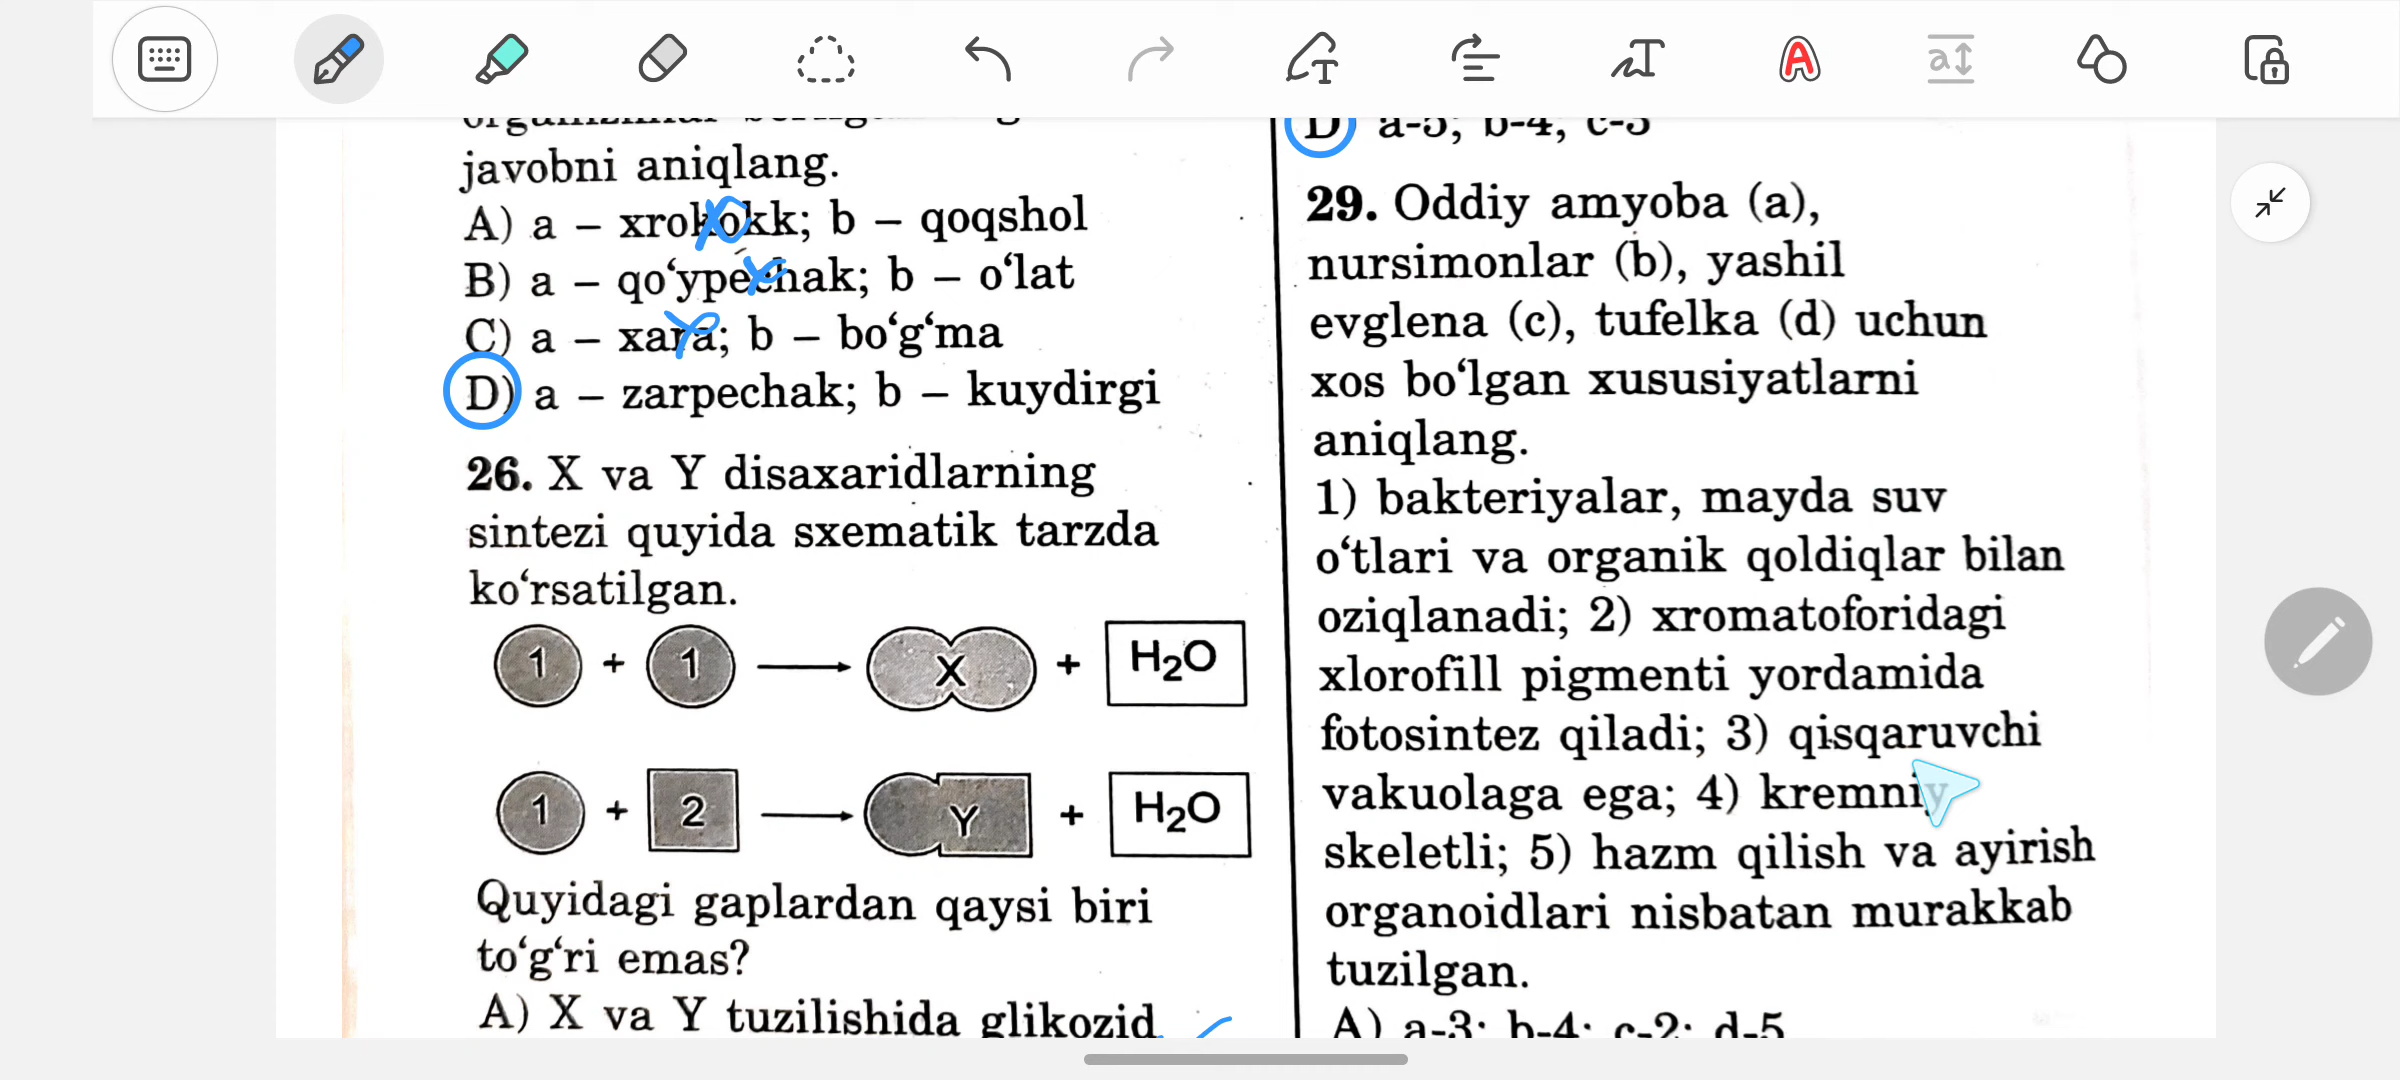 javobni aniqlang.
A) a – xrokokk; b – qoqshol
B) a – qo‘ypechak; b – o‘lat
C) a – xara; b – bo‘g‘ma
D) a – zarpechak; b – kuydirgi
26. X va Y disaxaridlarning
sintezi quyida sxematik tarzda
ko‘rsatilgan.
1 + 1 X + H₂O
1 + 2 Y + H₂O
Quyidagi gaplardan qaysi biri
to‘g‘ri emas?
A) X va Y tuzilishida glikozid
D) a-5; b-4; c-3
29. Oddiy amyoba (a),
nursimonlar (b), yashil
evglena (c), tufelka (d) uchun
xos bo‘lgan xususiyatlarni
aniqlang.
1) bakteriyalar, mayda suv
o‘tlari va organik qoldiqlar bilan
oziqlanadi; 2) xromatoforidagi
xlorofill pigmenti yordamida
fotosintez qiladi; 3) qisqaruvchi
vakuolaga ega; 4) kremniy
skeletli; 5) hazm qilish va ayirish
organoidlari nisbatan murakkab
tuzilgan.
A) a-3; b-4; c-2; d-5